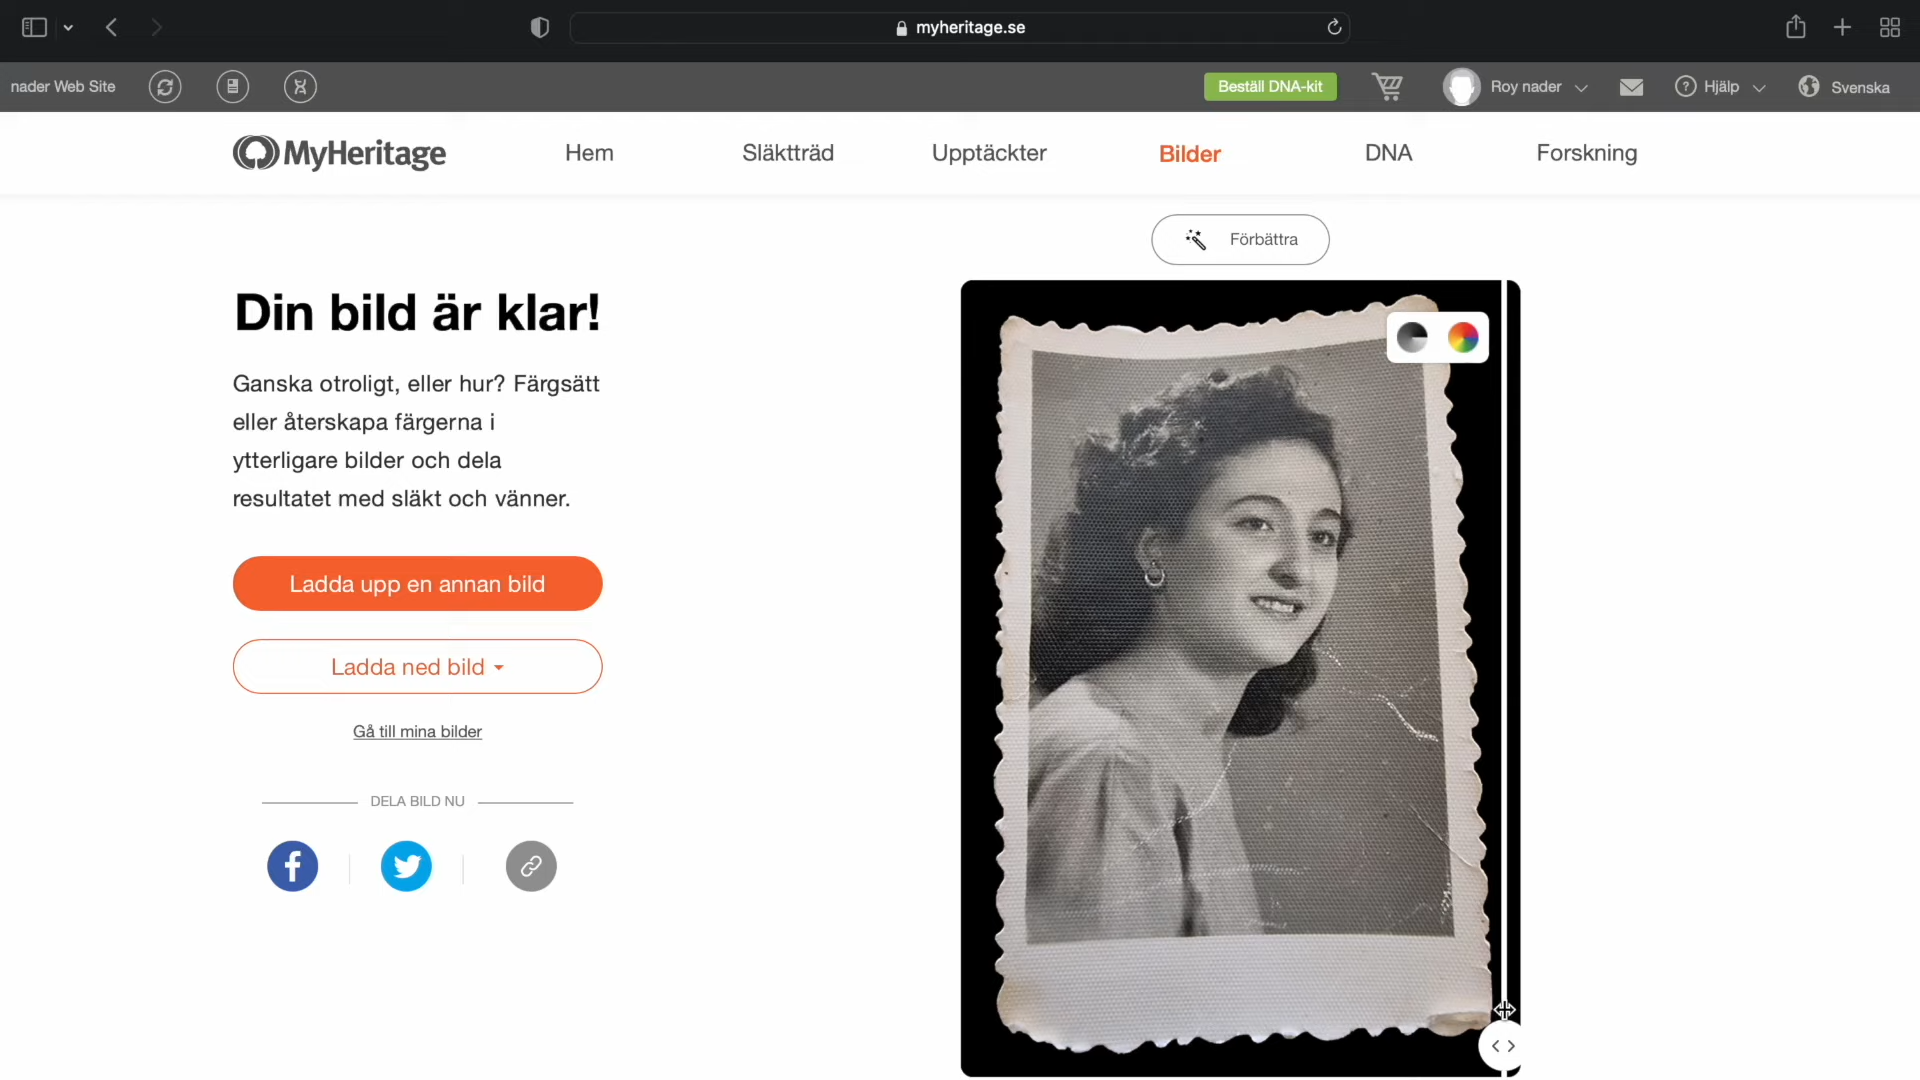 myheritage.se
nader Web Site
Beställ DNA-kit
Roy nader
? Hjälp
Svenska
MyHeritage
Hem
Släktträd
Upptäckter
Bilder
DNA
Forskning
Förbättra
Din bild är klar!
Ganska otroligt, eller hur? Färgsätt
eller återskapa färgerna i
ytterligare bilder och dela
resultatet med släkt och vänner.
Ladda upp en annan bild
Ladda ned bild
Gå till mina bilder
DELA BILD NU